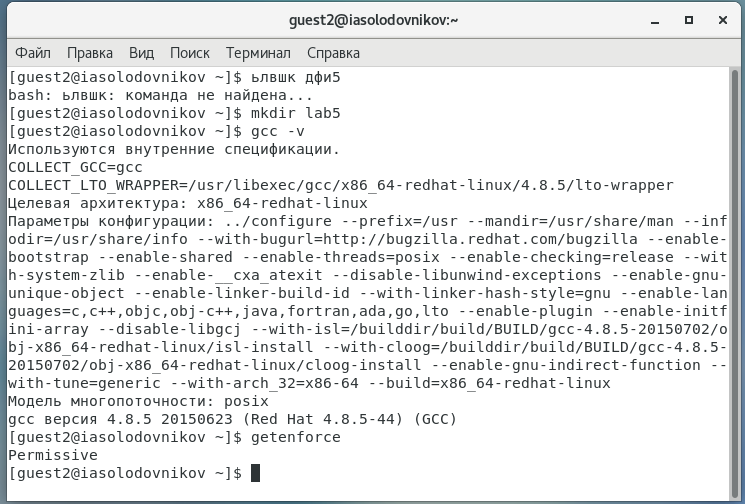 guest2@iasolodovnikov:~
Файл Правка Вид Поиск Терминал Справка
[guest2@iasolodovnikov ~]$ ьлвшк дфи5
bash: ьлвшк: команда не найдена...
[guest2@iasolodovnikov ~]$ mkdir lab5
[guest2@iasolodovnikov ~]$ gcc -v
Используются внутренние спецификации.
COLLECT_GCC=gcc
COLLECT_LTO_WRAPPER=/usr/libexec/gcc/x86_64-redhat-linux/4.8.5/lto-wrapper
Целевая архитектура: x86_64-redhat-linux
Параметры конфигурации: ../configure --prefix=/usr --mandir=/usr/share/man --inf
odir=/usr/share/info --with-bugurl=http://bugzilla.redhat.com/bugzilla --enable-
bootstrap --enable-shared --enable-threads=posix --enable-checking=release --wit
h-system-zlib --enable-__cxa_atexit --disable-libunwind-exceptions --enable-gnu-
unique-object --enable-linker-build-id --with-linker-hash-style=gnu --enable-lan
guages=c,c++,objc,obj-c++,java,fortran,ada,go,lto --enable-plugin --enable-initf
ini-array --disable-libgcj --with-isl=/builddir/build/BUILD/gcc-4.8.5-20150702/o
bj-x86_64-redhat-linux/isl-install --with-cloog=/builddir/build/BUILD/gcc-4.8.5-
20150702/obj-x86_64-redhat-linux/cloog-install --enable-gnu-indirect-function --
with-tune=generic --with-arch_32=x86-64 --build=x86_64-redhat-linux
Модель многопоточности: posix
gcc версия 4.8.5 20150623 (Red Hat 4.8.5-44) (GCC)
[guest2@iasolodovnikov ~]$ getenforce
Permissive
[guest2@iasolodovnikov ~]$